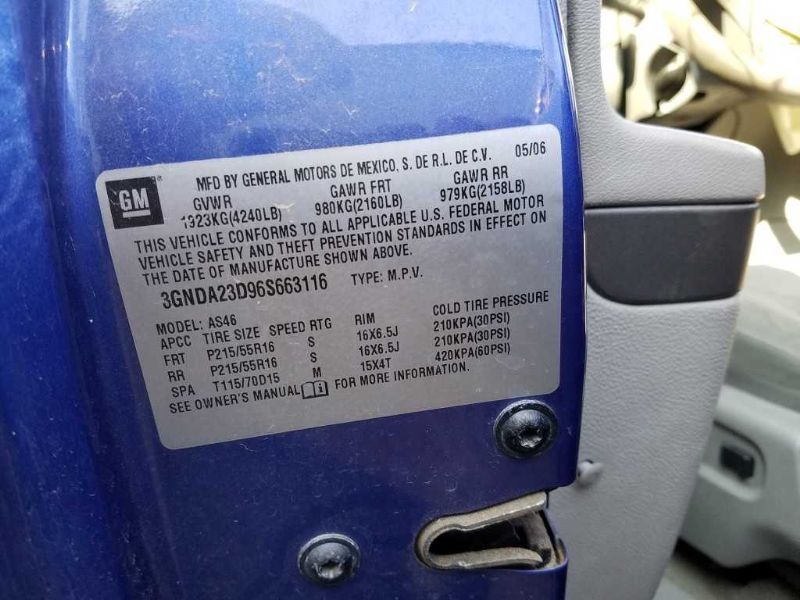 GM
MFD BY GENERAL MOTORS DE MEXICO. S. DE R.L. DE C.V. 05/06
GVWR GAWR FRT GAWR RR
1923KG(4240LB) 980KG(2160LB) 979KG(2158LB)
THIS VEHICLE CONFORMS TO ALL APPLICABLE U.S. FEDERAL MOTOR
VEHICLE SAFETY AND THEFT PREVENTION STANDARDS IN EFFECT ON
THE DATE OF MANUFACTURE SHOWN ABOVE.
3GNDA23D96S663116 TYPE: M.P.V.
MODEL: AS46
APCC TIRE SIZE SPEED RTG RIM COLD TIRE PRESSURE
FRT P215/55R16 S 16X6.5J 210KPA(30PSI)
RR P215/55R16 S 16X6.5J 210KPA(30PSI)
SPA T115/70D15 M 15X4T 420KPA(60PSI)
SEE OWNER'S MANUAL FOR MORE INFORMATION.